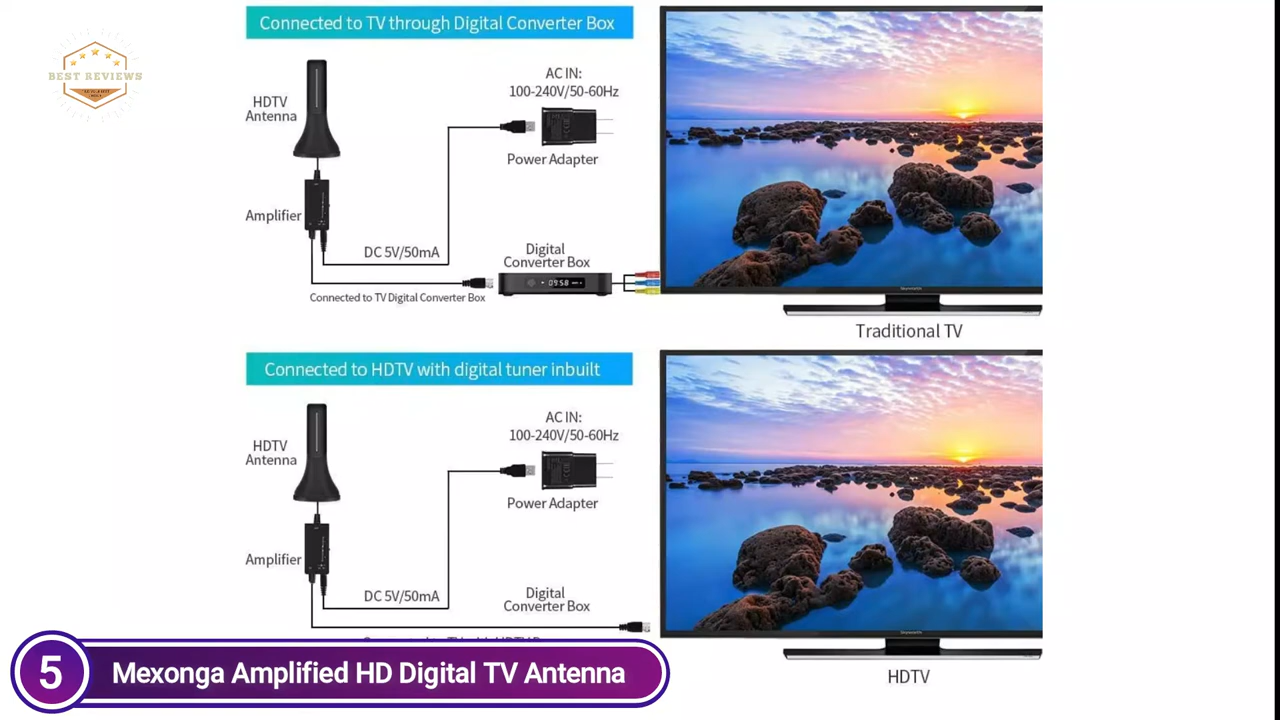 Connected to TV through Digital Converter Box
BEST REVIEWS
HDTV
Antenna
AC IN:
100-240V/50-60Hz
Power Adapter
Amplifier
DC 5V/50mA
Digital
Converter Box
09:58
Connected to TV Digital Converter Box
Traditional TV
Connected to HDTV with digital tuner inbuilt
HDTV
Antenna
AC IN:
100-240V/50-60Hz
Power Adapter
Amplifier
DC 5V/50mA
Digital
Converter Box
HDTV
5
Mexonga Amplified HD Digital TV Antenna